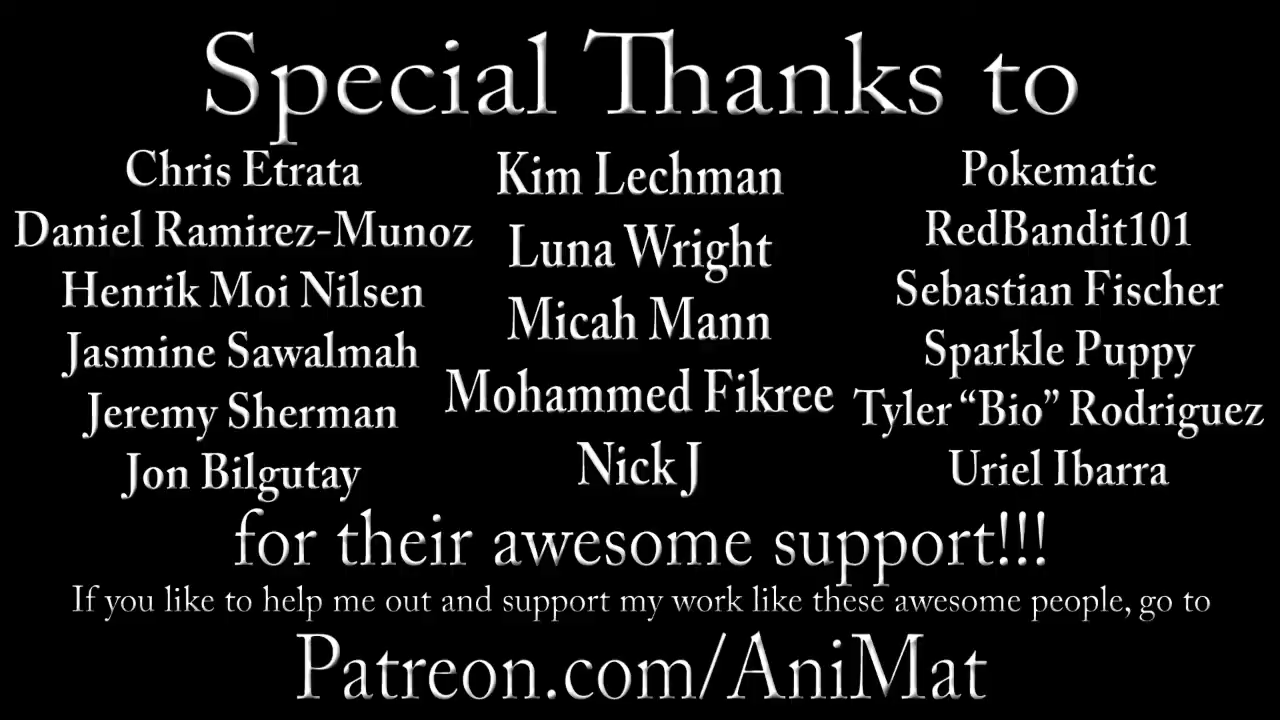 Special Thanks to
Chris Etrata
Daniel Ramirez-Munoz
Henrik Moi Nilsen
Jasmine Sawalmah
Jeremy Sherman
Jon Bilgutay
Kim Lechman
Luna Wright
Micah Mann
Mohammed Fikree
Nick J
Pokematic
RedBandit101
Sebastian Fischer
Sparkle Puppy
Tyler “Bio” Rodriguez
Uriel Ibarra
for their awesome support!!!
If you like to help me out and support my work like these awesome people, go to
Patreon.com/AniMat